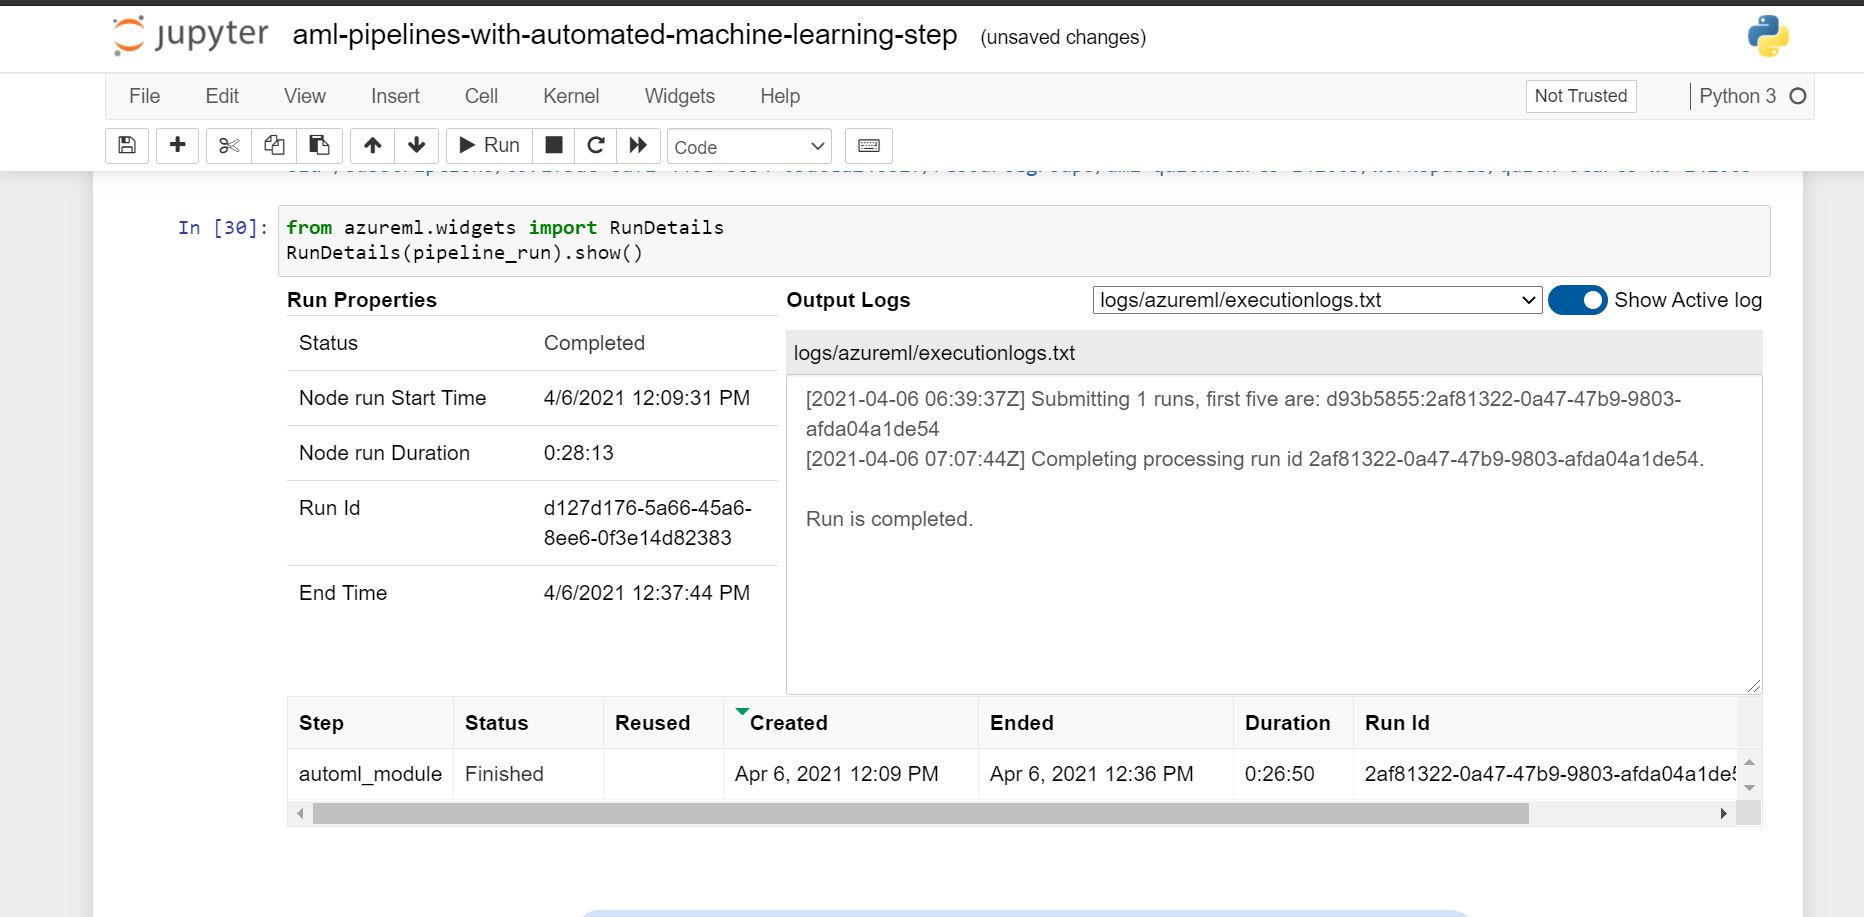 jupyter aml-pipelines-with-automated-machine-learning-step (unsaved changes)
File Edit View Insert Cell Kernel Widgets Help Not Trusted Python 3
Run Code
In [30]: from azureml.widgets import RunDetails
RunDetails(pipeline_run).show()
Run Properties
Status Completed
Node run Start Time 4/6/2021 12:09:31 PM
Node run Duration 0:28:13
Run Id d127d176-5a66-45a6-
8ee6-0f3e14d82383
End Time 4/6/2021 12:37:44 PM
Output Logs logs/azureml/executionlogs.txt Show Active log
logs/azureml/executionlogs.txt
[2021-04-06 06:39:37Z] Submitting 1 runs, first five are: d93b5855:2af81322-0a47-47b9-9803-
afda04a1de54
[2021-04-06 07:07:44Z] Completing processing run id 2af81322-0a47-47b9-9803-afda04a1de54.
Run is completed.
Step Status Reused Created Ended Duration Run Id
automl_module Finished Apr 6, 2021 12:09 PM Apr 6, 2021 12:36 PM 0:26:50 2af81322-0a47-47b9-9803-afda04a1de5